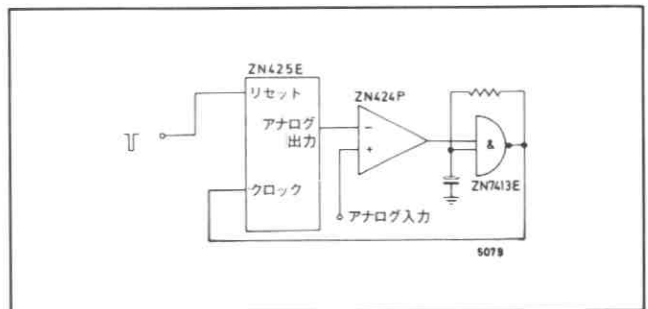 ZN425E
リセット
アナログ
出力
クロック
ZN424P
−
+
アナログ入力
&
ZN7413E
5079